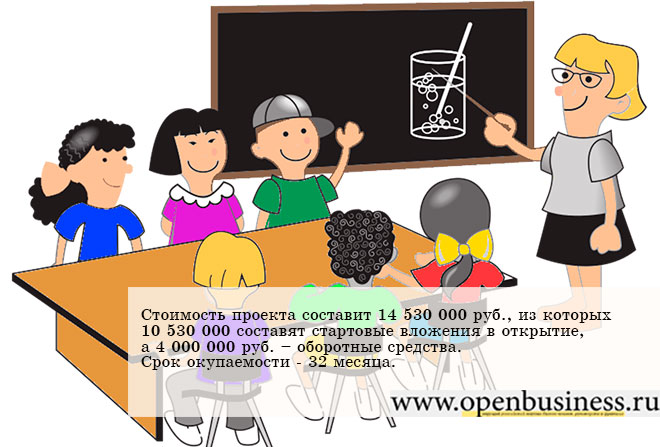 Стоимость проекта составит 14 530 000 руб., из которых
10 530 000 составят стартовые вложения в открытие,
а 4 000 000 руб. – оборотные средства.
Срок окупаемости - 32 месяца.
www.openbusiness.ru